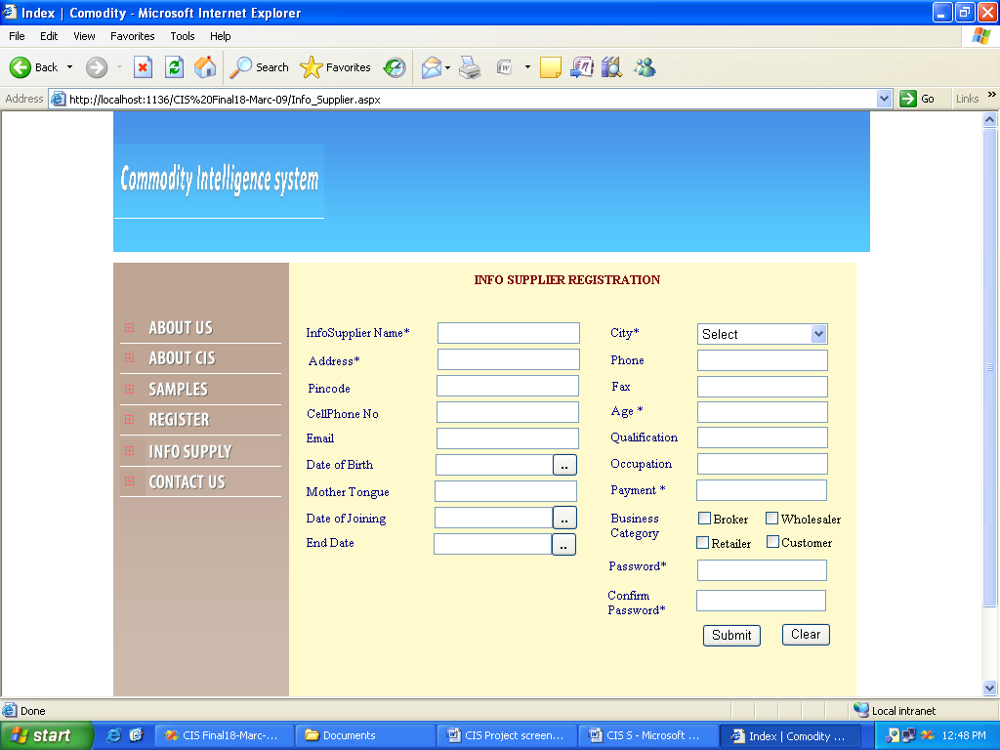 Index | Comodity - Microsoft Internet Explorer
File Edit View Favorites Tools Help
Back Search Favorites
Address http://localhost:1136/CIS%20Final18-Marc-09/Info_Supplier.aspx Go Links »
Commodity Intelligence system
INFO SUPPLIER REGISTRATION
ABOUT US
ABOUT CIS
SAMPLES
REGISTER
INFO SUPPLY
CONTACT US
InfoSupplier Name*
Address*
Pincode
CellPhone No
Email
Date of Birth ..
Mother Tongue
Date of Joining ..
End Date ..
City* Select
Phone
Fax
Age *
Qualification
Occupation
Payment *
Business
Category
Broker Wholesaler
Retailer Customer
Password*
Confirm
Password*
Submit Clear
Done Local intranet
start CIS Final18-Marc-... Documents CIS Project screen... CIS S - Microsoft ... Index | Comodity ... 12:48 PM